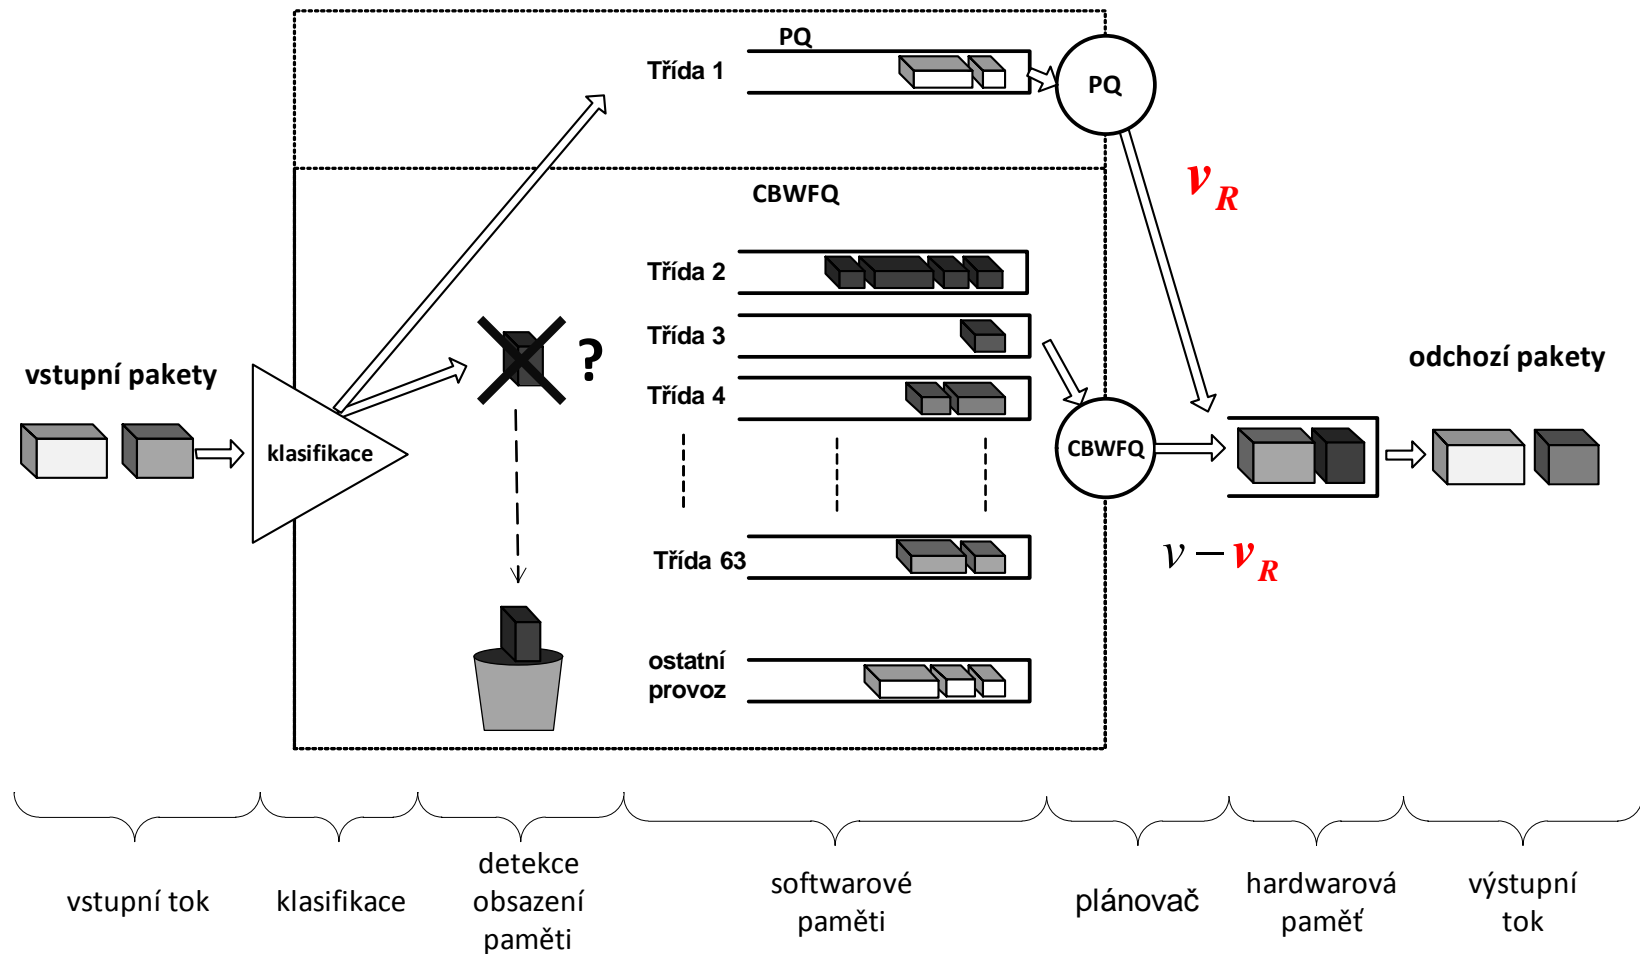 PQ
Třída 1
PQ
v_R
CBWFQ
Třída 2
Třída 3
?
vstupní pakety
odchozí pakety
Třída 4
klasifikace
CBWFQ
Třída 63
v – v_R
ostatní
provoz
vstupní tok
klasifikace
detekce
obsazení
paměti
softwarové
paměti
plánovač
hardwarová
paměť
výstupní
tok